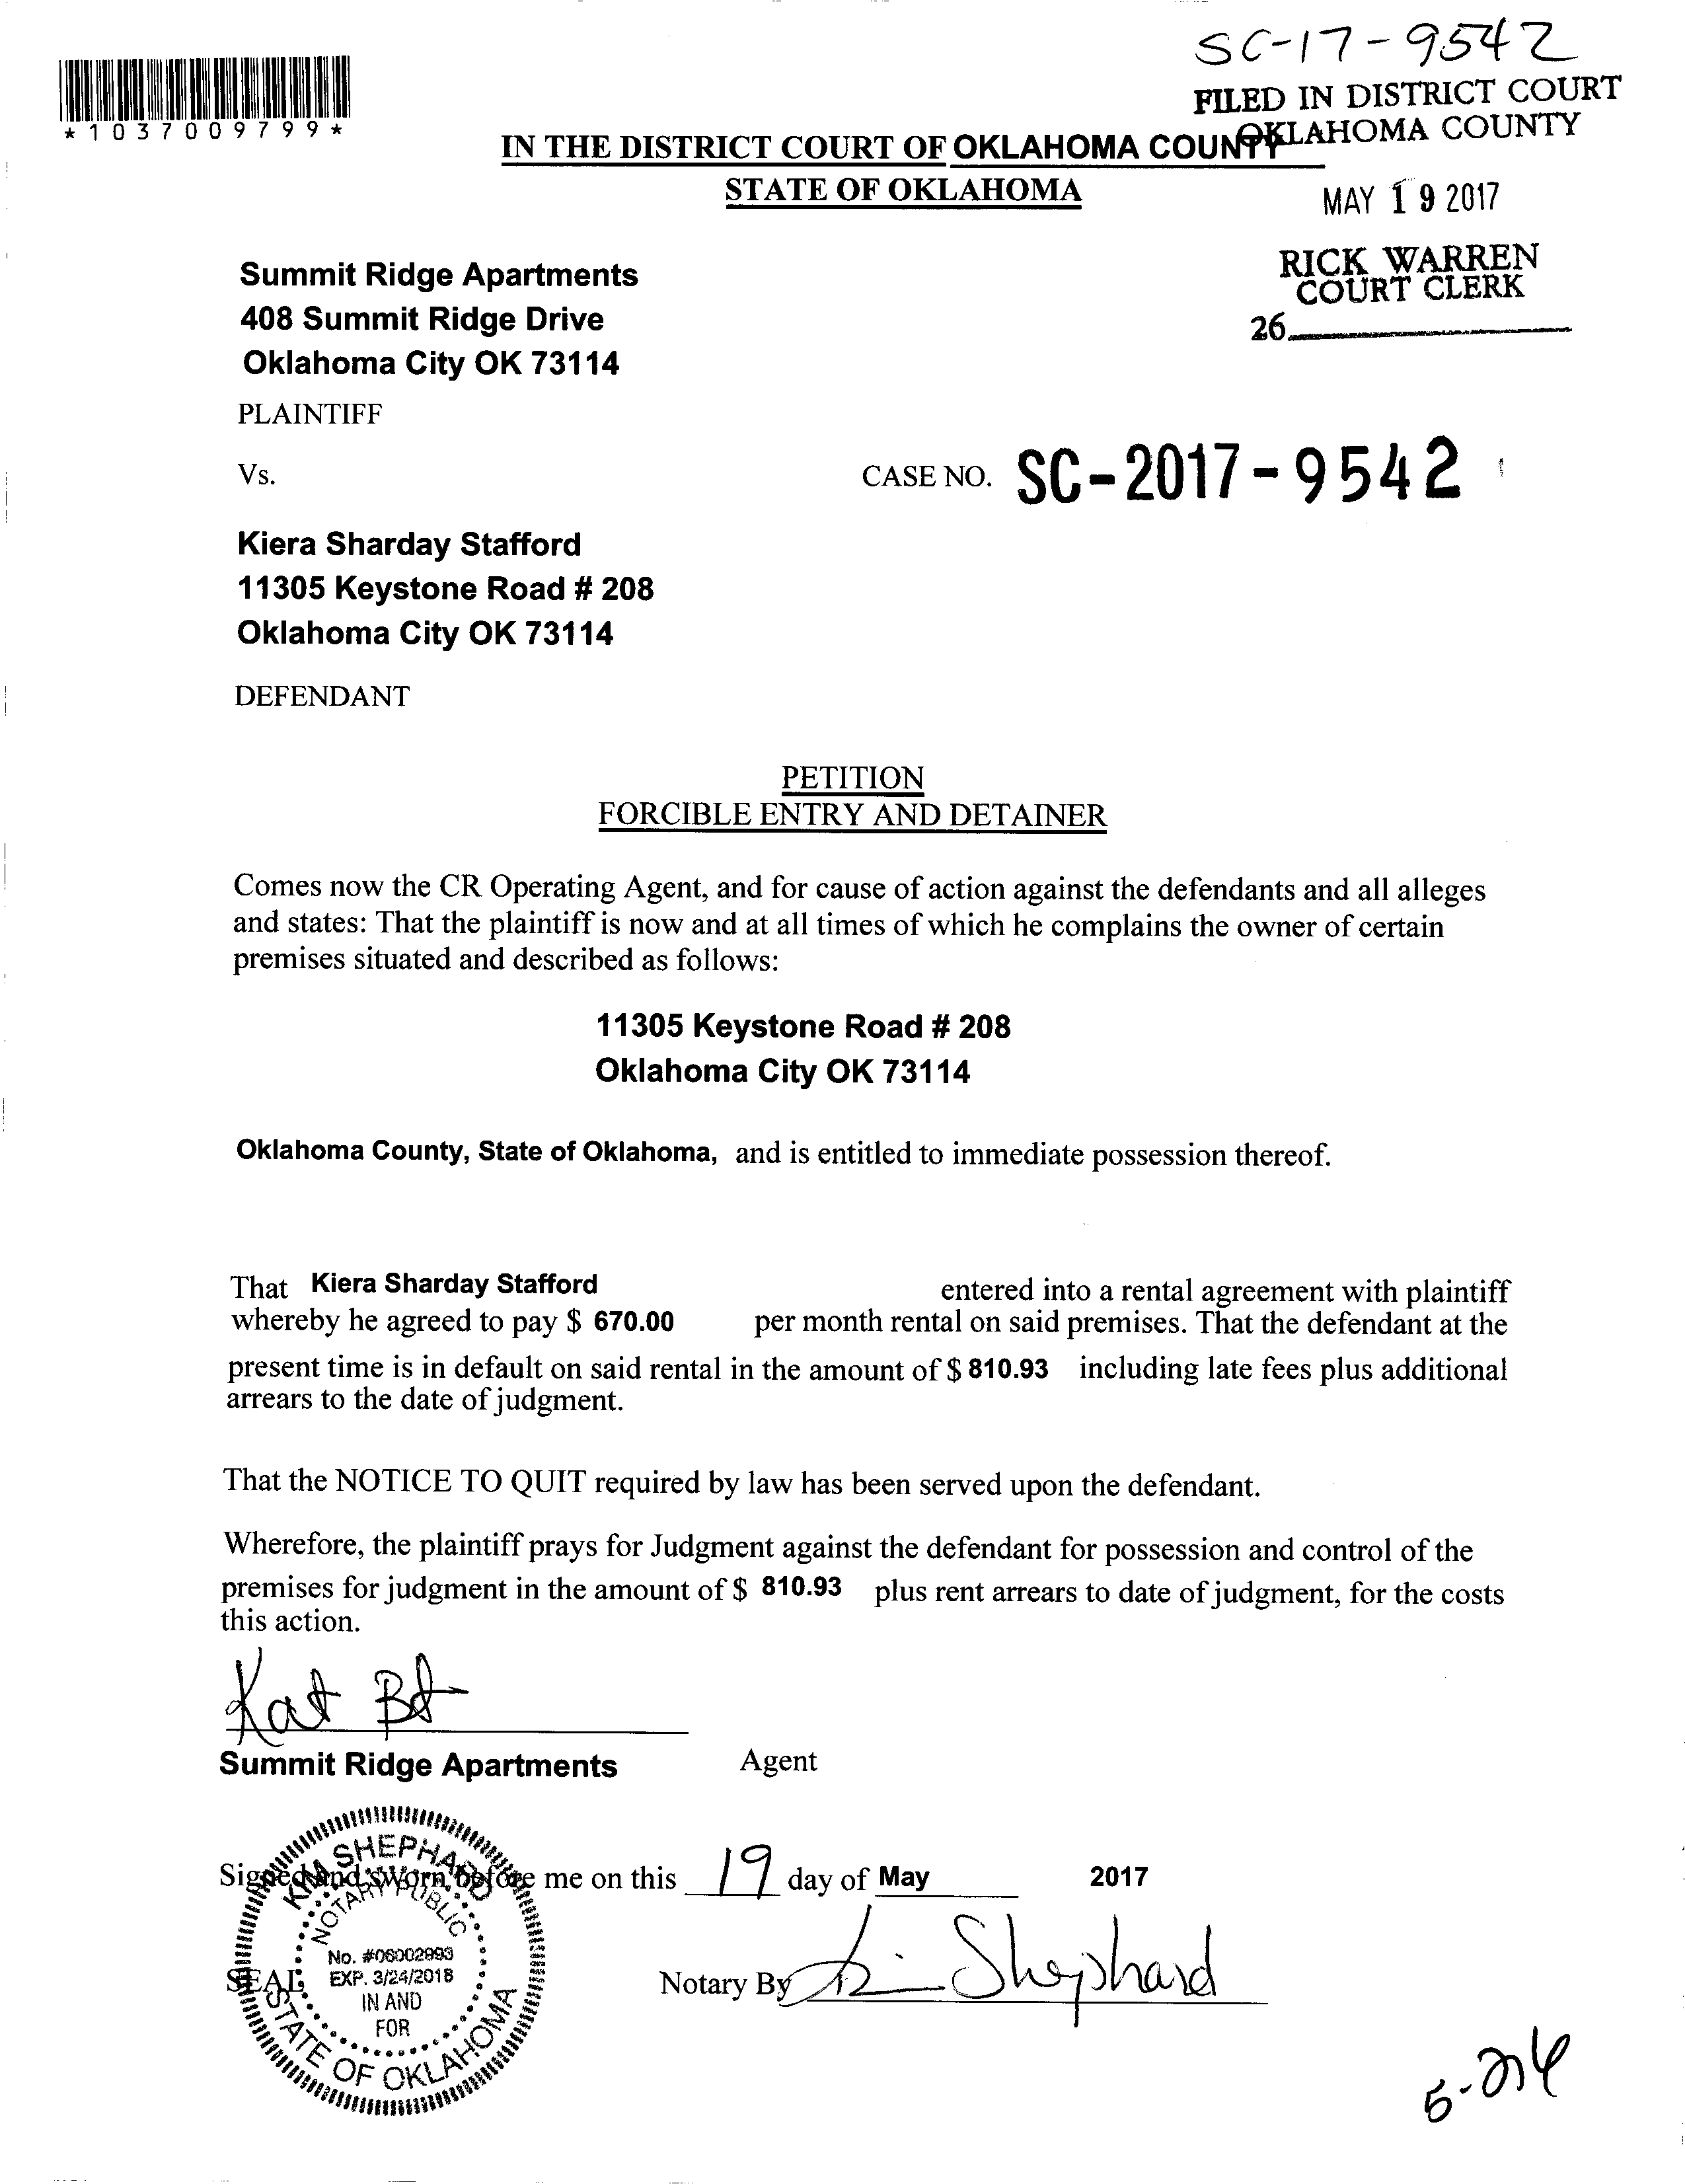 SC-17-9542
FILED IN DISTRICT COURT
OKLAHOMA COUNTY
*1037009799*
IN THE DISTRICT COURT OF OKLAHOMA COUNTY
STATE OF OKLAHOMA
MAY 19 2017
RICK WARREN
COURT CLERK
26
Summit Ridge Apartments
408 Summit Ridge Drive
Oklahoma City OK 73114
PLAINTIFF
Vs.
CASE NO. SC-2017-9542
Kiera Sharday Stafford
11305 Keystone Road # 208
Oklahoma City OK 73114
DEFENDANT
PETITION
FORCIBLE ENTRY AND DETAINER
Comes now the CR Operating Agent, and for cause of action against the defendants and all alleges
and states: That the plaintiff is now and at all times of which he complains the owner of certain
premises situated and described as follows:
11305 Keystone Road # 208
Oklahoma City OK 73114
Oklahoma County, State of Oklahoma, and is entitled to immediate possession thereof.
That Kiera Sharday Stafford entered into a rental agreement with plaintiff
whereby he agreed to pay $ 670.00 per month rental on said premises. That the defendant at the
present time is in default on said rental in the amount of $ 810.93 including late fees plus additional
arrears to the date of judgment.
That the NOTICE TO QUIT required by law has been served upon the defendant.
Wherefore, the plaintiff prays for Judgment against the defendant for possession and control of the
premises for judgment in the amount of $ 810.93 plus rent arrears to date of judgment, for the costs
this action.
Kat
Summit Ridge Apartments Agent
Signed and sworn before me on this 19 day of May 2017
KIM SHEPHARD
NOTARY PUBLIC
No. #06002993
EXP. 3/24/2018
IN AND
FOR
STATE OF OKLAHOMA
SEAL
Notary By Kim Shephard